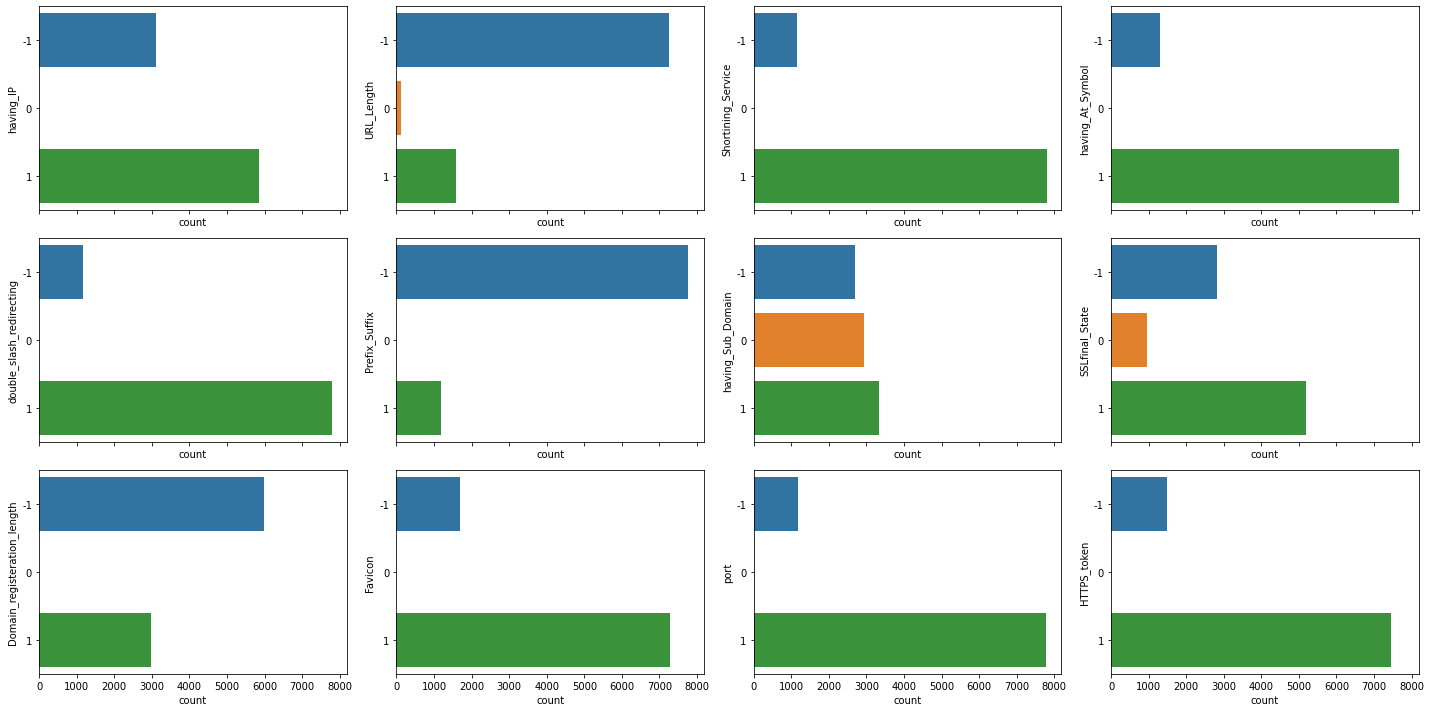 having_IP
-1
0
1
count
URL_Length
-1
0
1
count
Shortining_Service
-1
0
1
count
having_At_Symbol
-1
0
1
count
double_slash_redirecting
-1
0
1
count
Prefix_Suffix
-1
0
1
count
having_Sub_Domain
-1
0
1
count
SSLfinal_State
-1
0
1
count
Domain_registeration_length
-1
0
1
0 1000 2000 3000 4000 5000 6000 7000 8000
count
Favicon
-1
0
1
0 1000 2000 3000 4000 5000 6000 7000 8000
count
port
-1
0
1
0 1000 2000 3000 4000 5000 6000 7000 8000
count
HTTPS_token
-1
0
1
0 1000 2000 3000 4000 5000 6000 7000 8000
count